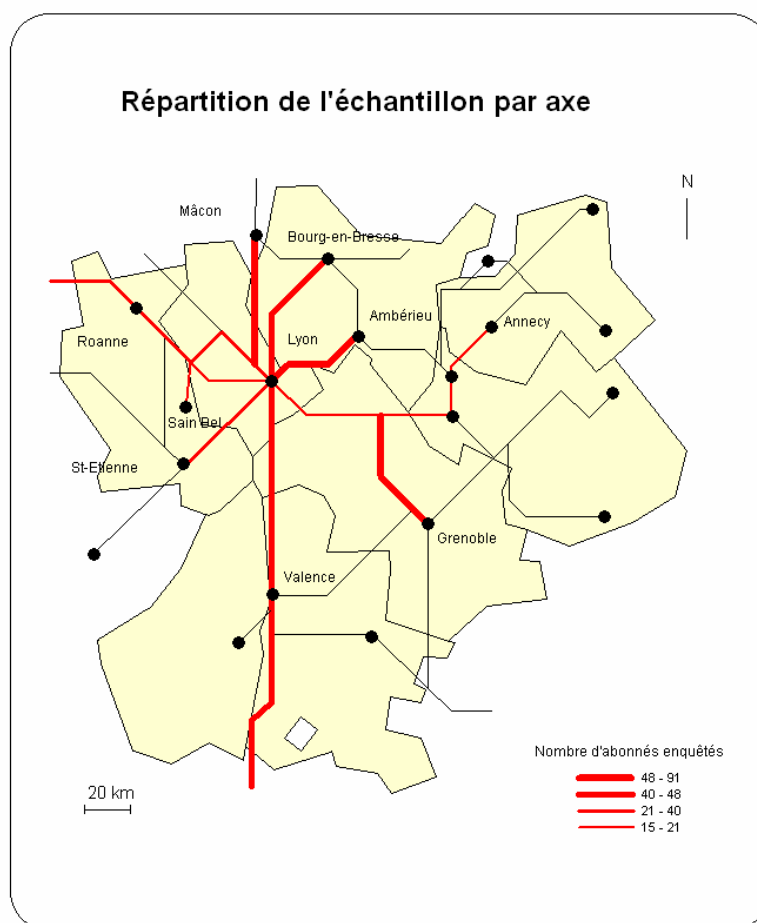 Répartition de l'échantillon par axe
N
Mâcon
Bourg-en-Bresse
Ambérieu
Annecy
Roanne
Lyon
Sain Bel
St-Etienne
Grenoble
Valence
Nombre d'abonnés enquêtés
48 - 91
40 - 48
21 - 40
15 - 21
20 km